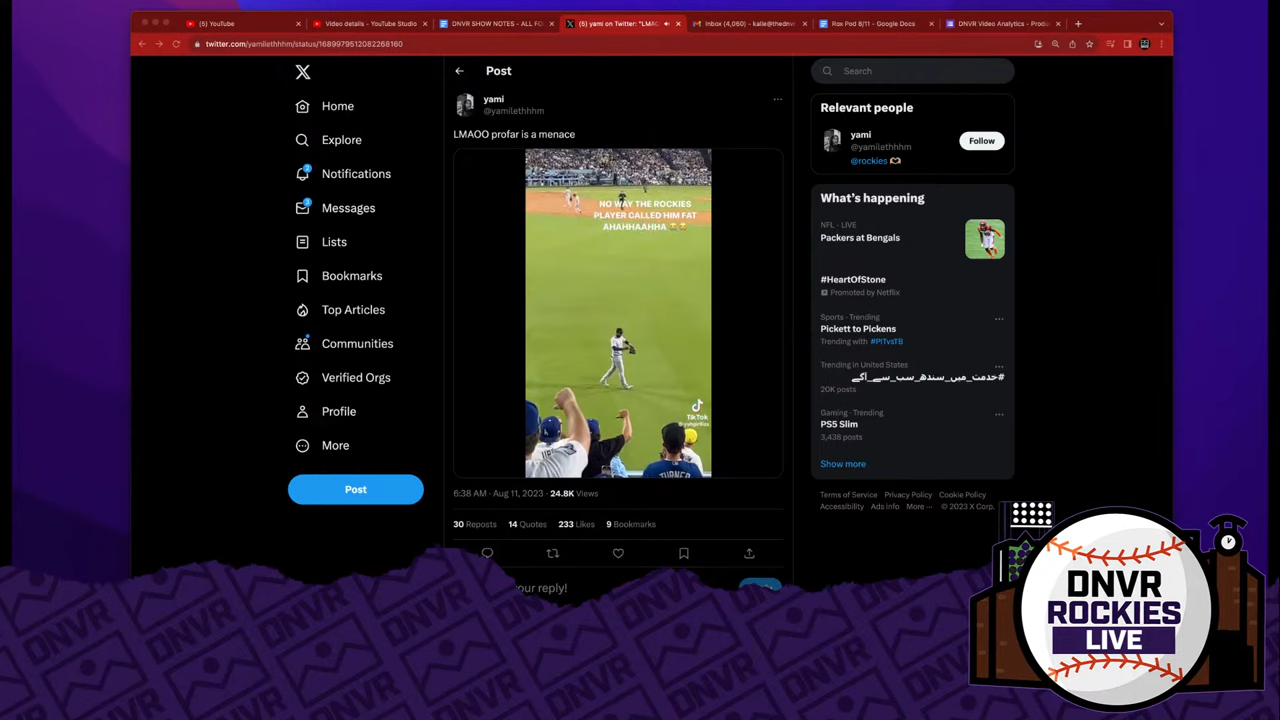 (5) YouTube
Video details - YouTube Studio
DNVR SHOW NOTES - ALL FO
(5) yami on Twitter: "LMAO
Inbox (4,060) - kalle@thednv
Rox Pod 8/11 - Google Docs
DNVR Video Analytics - Produ
twitter.com/yamilethhhm/status/1689979512082268160
Home
Explore
2
Notifications
2
Messages
Lists
Bookmarks
Top Articles
Communities
Verified Orgs
Profile
More
Post
Post
yami
@yamilethhhm
LMAOO profar is a menace
NO WAY THE ROCKIES
PLAYER CALLED HIM FAT
AHAHHAAHHA 😂😂
TikTok
TURNER
6:38 AM · Aug 11, 2023 · 24.8K Views
30 Reposts 14 Quotes 233 Likes 9 Bookmarks
our reply!
Search
Relevant people
yami
@yamilethhhm
Follow
@rockies 🫶🏼
What's happening
NFL · LIVE
Packers at Bengals
#HeartOfStone
Promoted by Netflix
Sports · Trending
Pickett to Pickens
Trending with #PITvsTB
Trending in United States
#خدمت_میں_سندھ_سب_سے_آگے
20K posts
Gaming · Trending
PS5 Slim
3,438 posts
Show more
Terms of Service Privacy Policy Cookie Policy
Accessibility Ads info More ··· © 2023 X Corp.
DNVR
ROCKIES
LIVE